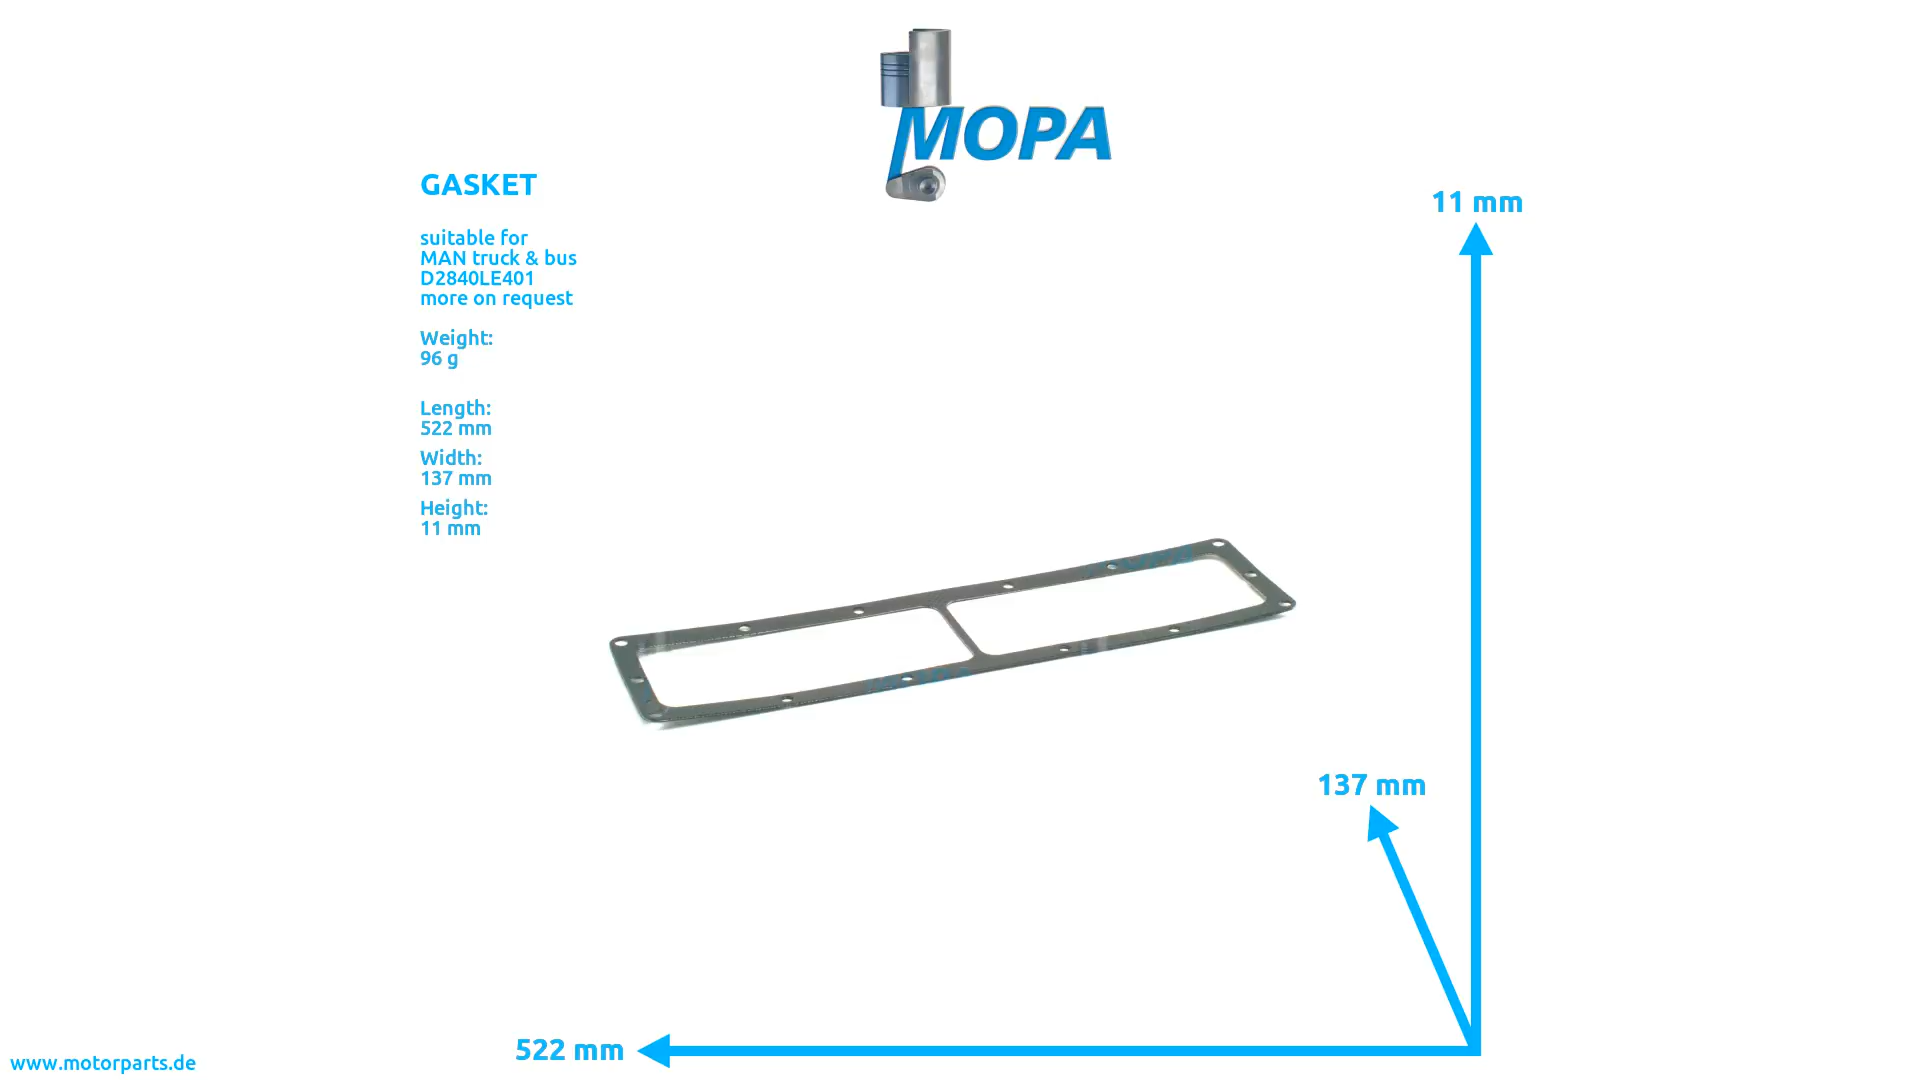 MOPA
GASKET
suitable for
MAN truck & bus
D2840LE401
more on request
Weight:
96 g
Length:
522 mm
Width:
137 mm
Height:
11 mm
11 mm
137 mm
522 mm
www.motorparts.de